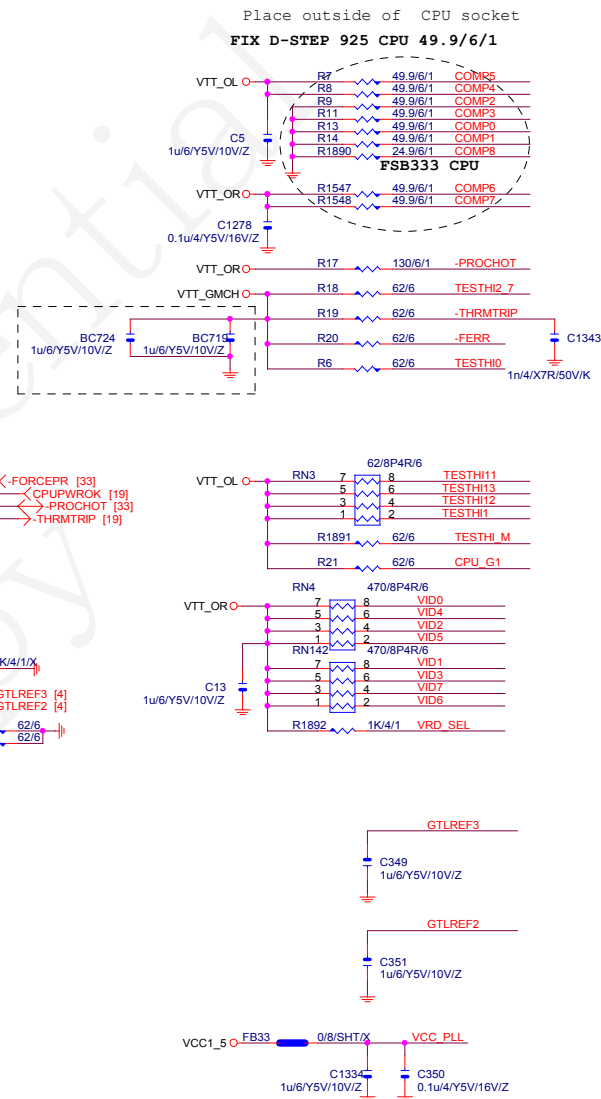 Place outside of CPU socket
FIX D-STEP 925 CPU 49.9/6/1
VTT_OL
R7 49.9/6/1 COMP5
R8 49.9/6/1 COMP4
R9 49.9/6/1 COMP2
R11 49.9/6/1 COMP3
R13 49.9/6/1 COMP0
R14 49.9/6/1 COMP1
R1890 24.9/6/1 COMP8
C5
1u/6/Y5V/10V/Z
FSB333 CPU
VTT_OR
R1547 49.9/6/1 COMP6
R1548 49.9/6/1 COMP7
C1278
0.1u/4/Y5V/16V/Z
VTT_OR R17 130/6/1 -PROCHOT
VTT_GMCH R18 62/6 TESTHI2_7
R19 62/6 -THRMTRIP
BC724
1u/6/Y5V/10V/Z
BC719
1u/6/Y5V/10V/Z
R20 62/6 -FERR
C1343
1n/4/X7R/50V/K
R6 62/6 TESTHI0
-FORCEPR [33]
CPUPWROK [19]
-PROCHOT [33]
-THRMTRIP [19]
62/8P4R/6
VTT_OL RN3 7 8 TESTHI11
5 6 TESTHI13
3 4 TESTHI12
1 2 TESTHI1
R1891 62/6 TESTHI_M
R21 62/6 CPU_G1
RN4 470/8P4R/6
VTT_OR 7 8 VID0
5 6 VID4
3 4 VID2
1 2 VID5
RN142 470/8P4R/6
7 8 VID1
5 6 VID3
3 4 VID7
1 2 VID6
C13
1u/6/Y5V/10V/Z
R1892 1K/4/1 VRD_SEL
K/4/1/X
GTLREF3 [4]
GTLREF2 [4]
62/6
62/6
GTLREF3
C349
1u/6/Y5V/10V/Z
GTLREF2
C351
1u/6/Y5V/10V/Z
VCC1_5 FB33 0/8/SHT/X VCC_PLL
C1334
1u/6/Y5V/10V/Z
C350
0.1u/4/Y5V/16V/Z